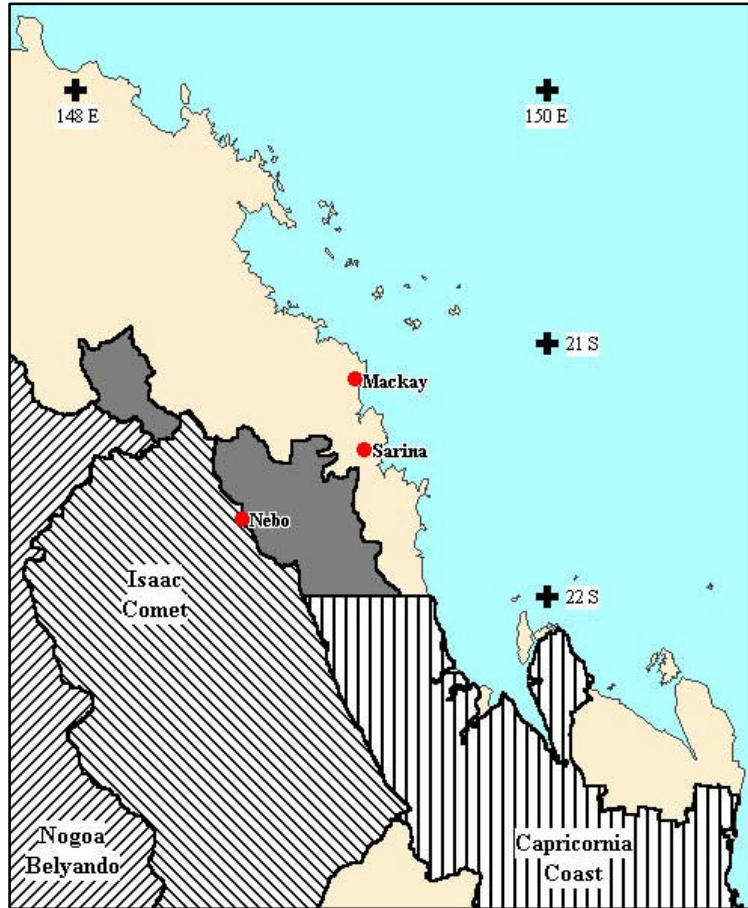 148 E
150 E
21 S
Mackay
Sarina
Nebo
Isaac
Comet
22 S
Nogoa
Belyando
Capricornia
Coast